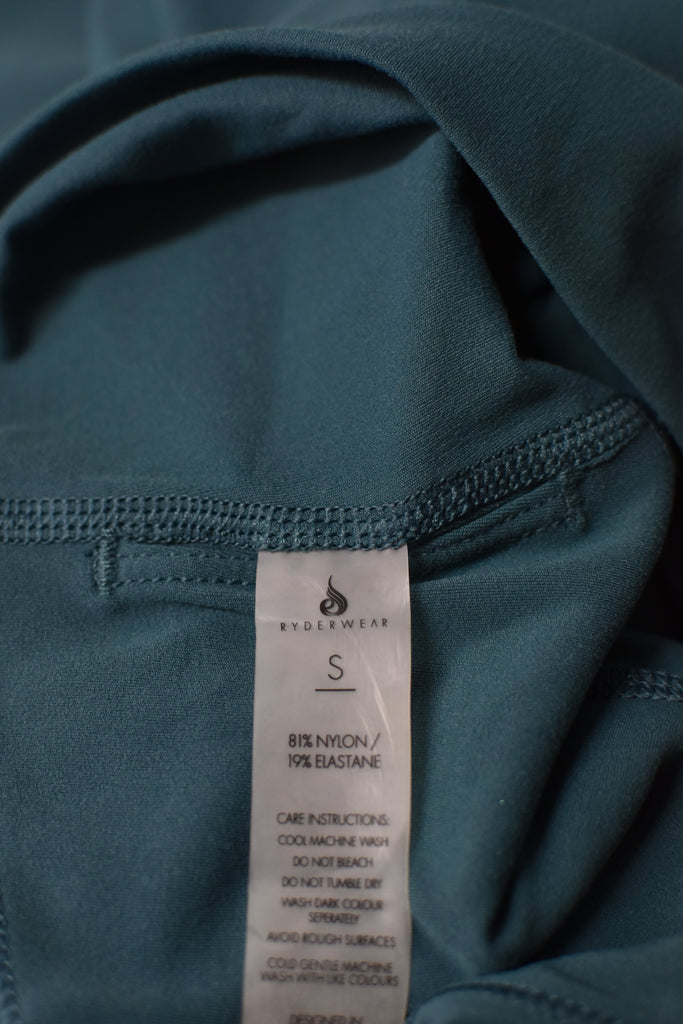 RYDERWEAR
S
81% NYLON /
19% ELASTANE
CARE INSTRUCTIONS:
COOL MACHINE WASH
DO NOT BLEACH
DO NOT TUMBLE DRY
WASH DARK COLOUR
SEPERATELY
AVOID ROUGH SURFACES
COLD GENTLE MACHINE
WASH WITH LIKE COLOURS
DESIGNED IN